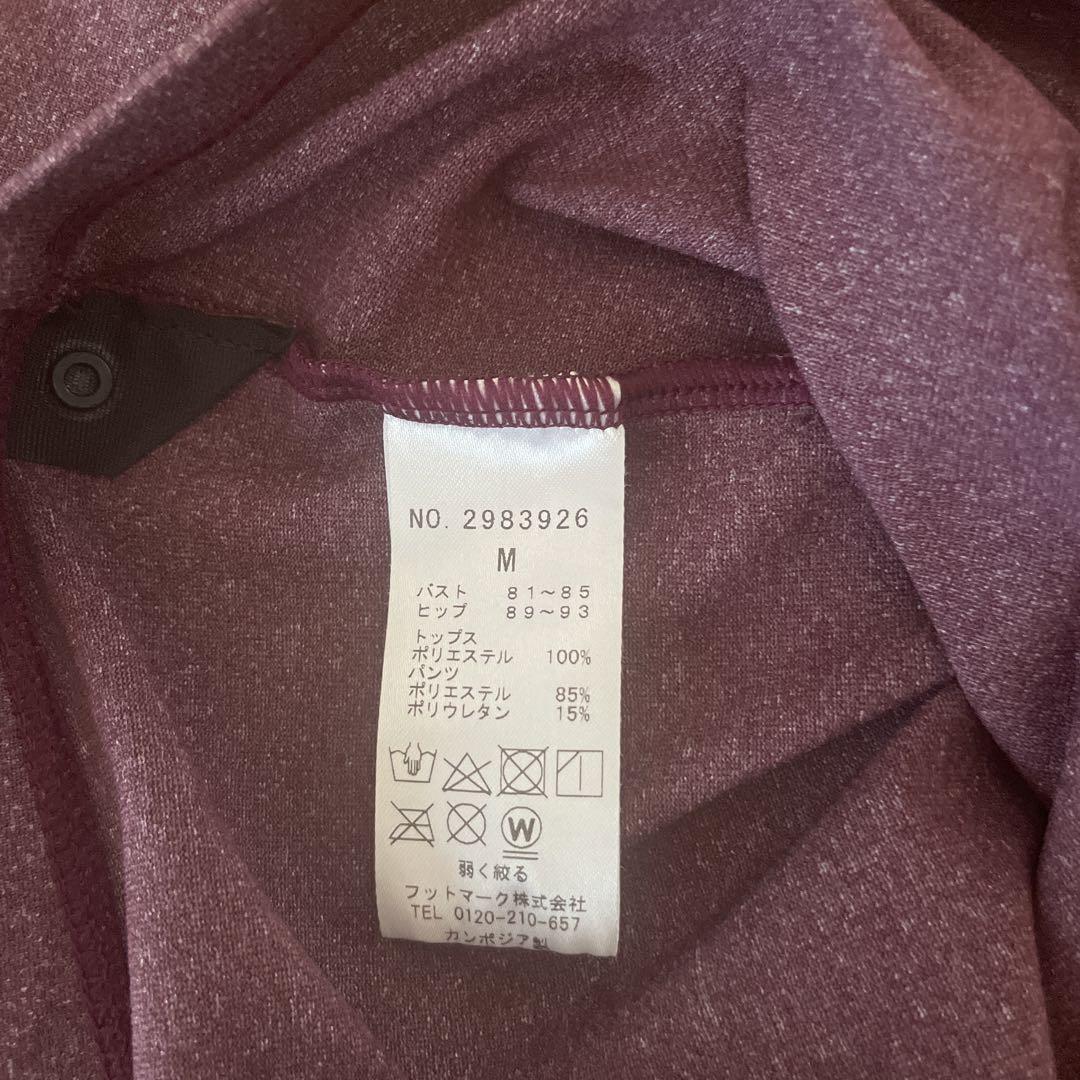 NO. 2983926
M
バスト 81～85
ヒップ 89～93
トップス
ポリエステル 100%
パンツ
ポリエステル 85%
ポリウレタン 15%
W
弱く絞る
フットマーク株式会社
TEL 0120-210-657
カンボジア製